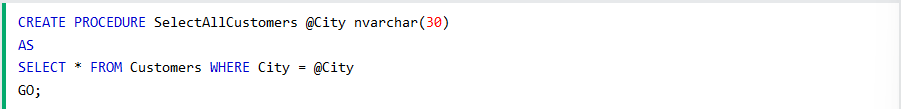 CREATE PROCEDURE SelectAllCustomers @City nvarchar(30)
AS
SELECT * FROM Customers WHERE City = @City
GO;